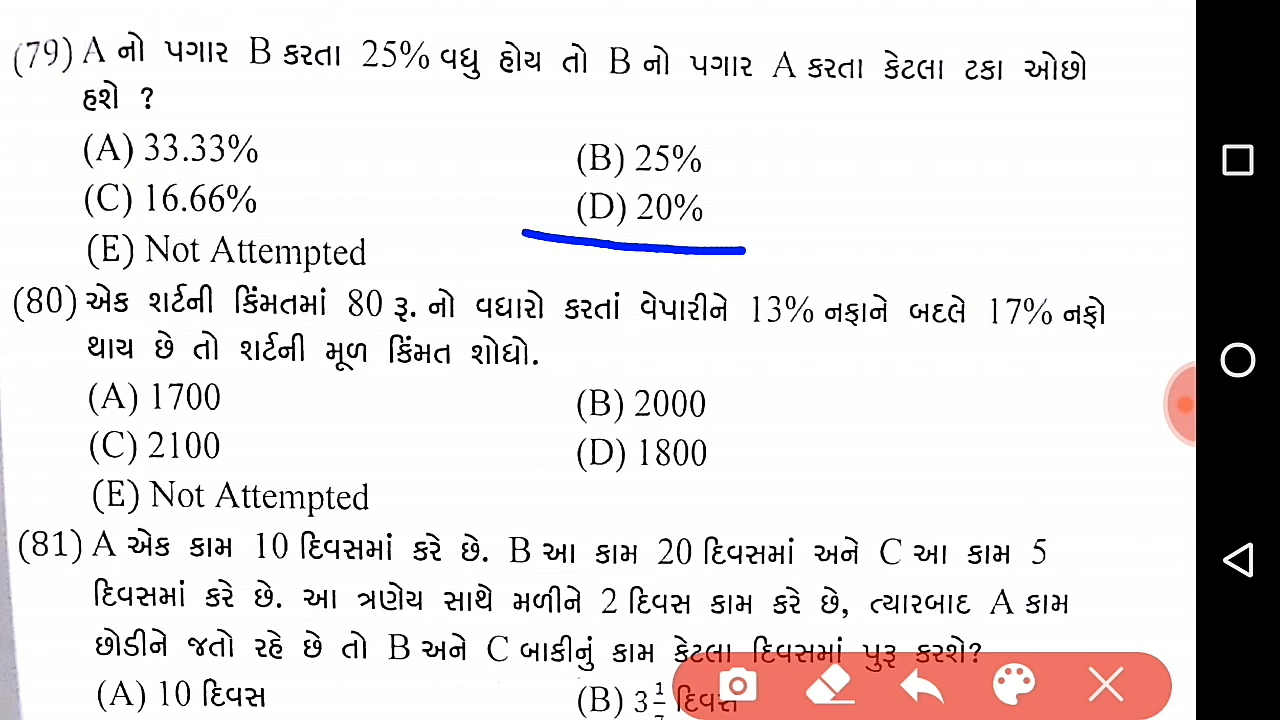 (79) A નો પગાર B કરતા 25% વધુ હોય તો B નો પગાર A કરતા કેટલા ટકા ઓછો
હશે ?
(A) 33.33%
(B) 25%
(C) 16.66%
(D) 20%
(E) Not Attempted
(80) એક શર્ટની કિંમતમાં 80 રૂ. નો વધારો કરતાં વેપારીને 13% નફાને બદલે 17% નફો
થાય છે તો શર્ટની મૂળ કિંમત શોધો.
(A) 1700
(B) 2000
(C) 2100
(D) 1800
(E) Not Attempted
(81) A એક કામ 10 દિવસમાં કરે છે. B આ કામ 20 દિવસમાં અને C આ કામ 5
દિવસમાં કરે છે. આ ત્રણેય સાથે મળીને 2 દિવસ કામ કરે છે, ત્યારબાદ A કામ
છોડીને જતો રહે છે તો B અને C બાકીનું કામ કેટલા દિવસમાં પુરૂ કરશે?
(A) 10 દિવસ
(B) 3 દિવસ